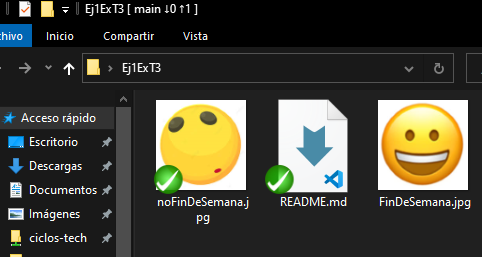 Ej1ExT3 [ main ↓0 ↑1 ]
chivo Inicio Compartir Vista
Ej1ExT3
Acceso rápido
Escritorio
Descargas
Documentos
Imágenes
ciclos-tech
noFinDeSemana.j
pg
README.md
FinDeSemana.jpg